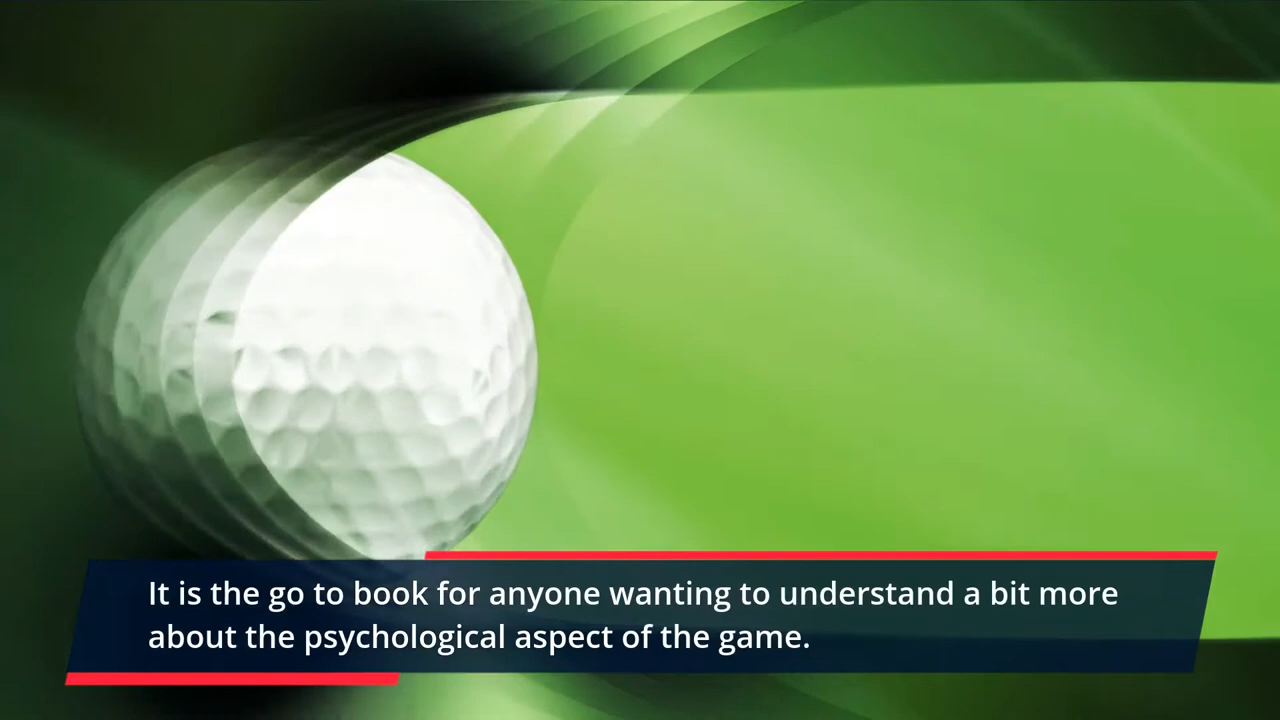 It is the go to book for anyone wanting to understand a bit more
about the psychological aspect of the game.